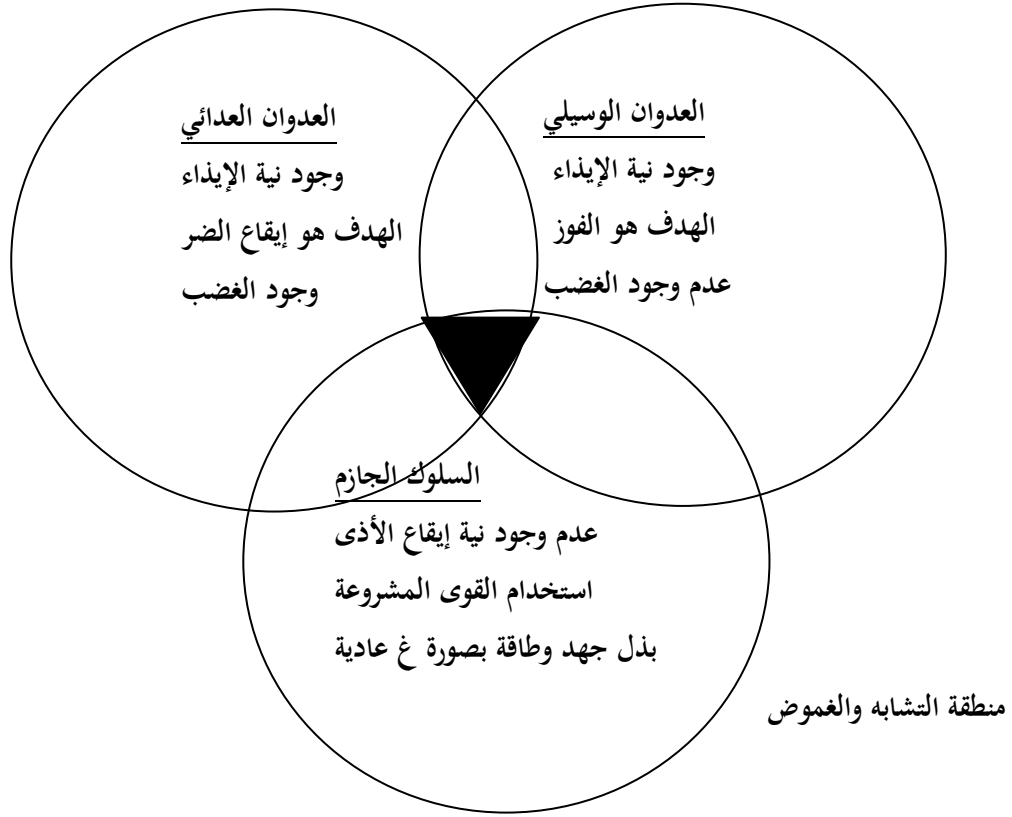 العدوان الوسيلي
وجود نية الإيذاء
الهدف هو الفوز
عدم وجود الغضب
العدوان العدائي
وجود نية الإيذاء
الهدف هو إيقاع الضر
وجود الغضب
السلوك الجازم
عدم وجود نية إيقاع الأذى
استخدام القوى المشروعة
بذل جهد وطاقة بصورة غ عادية
منطقة التشابه والغموض